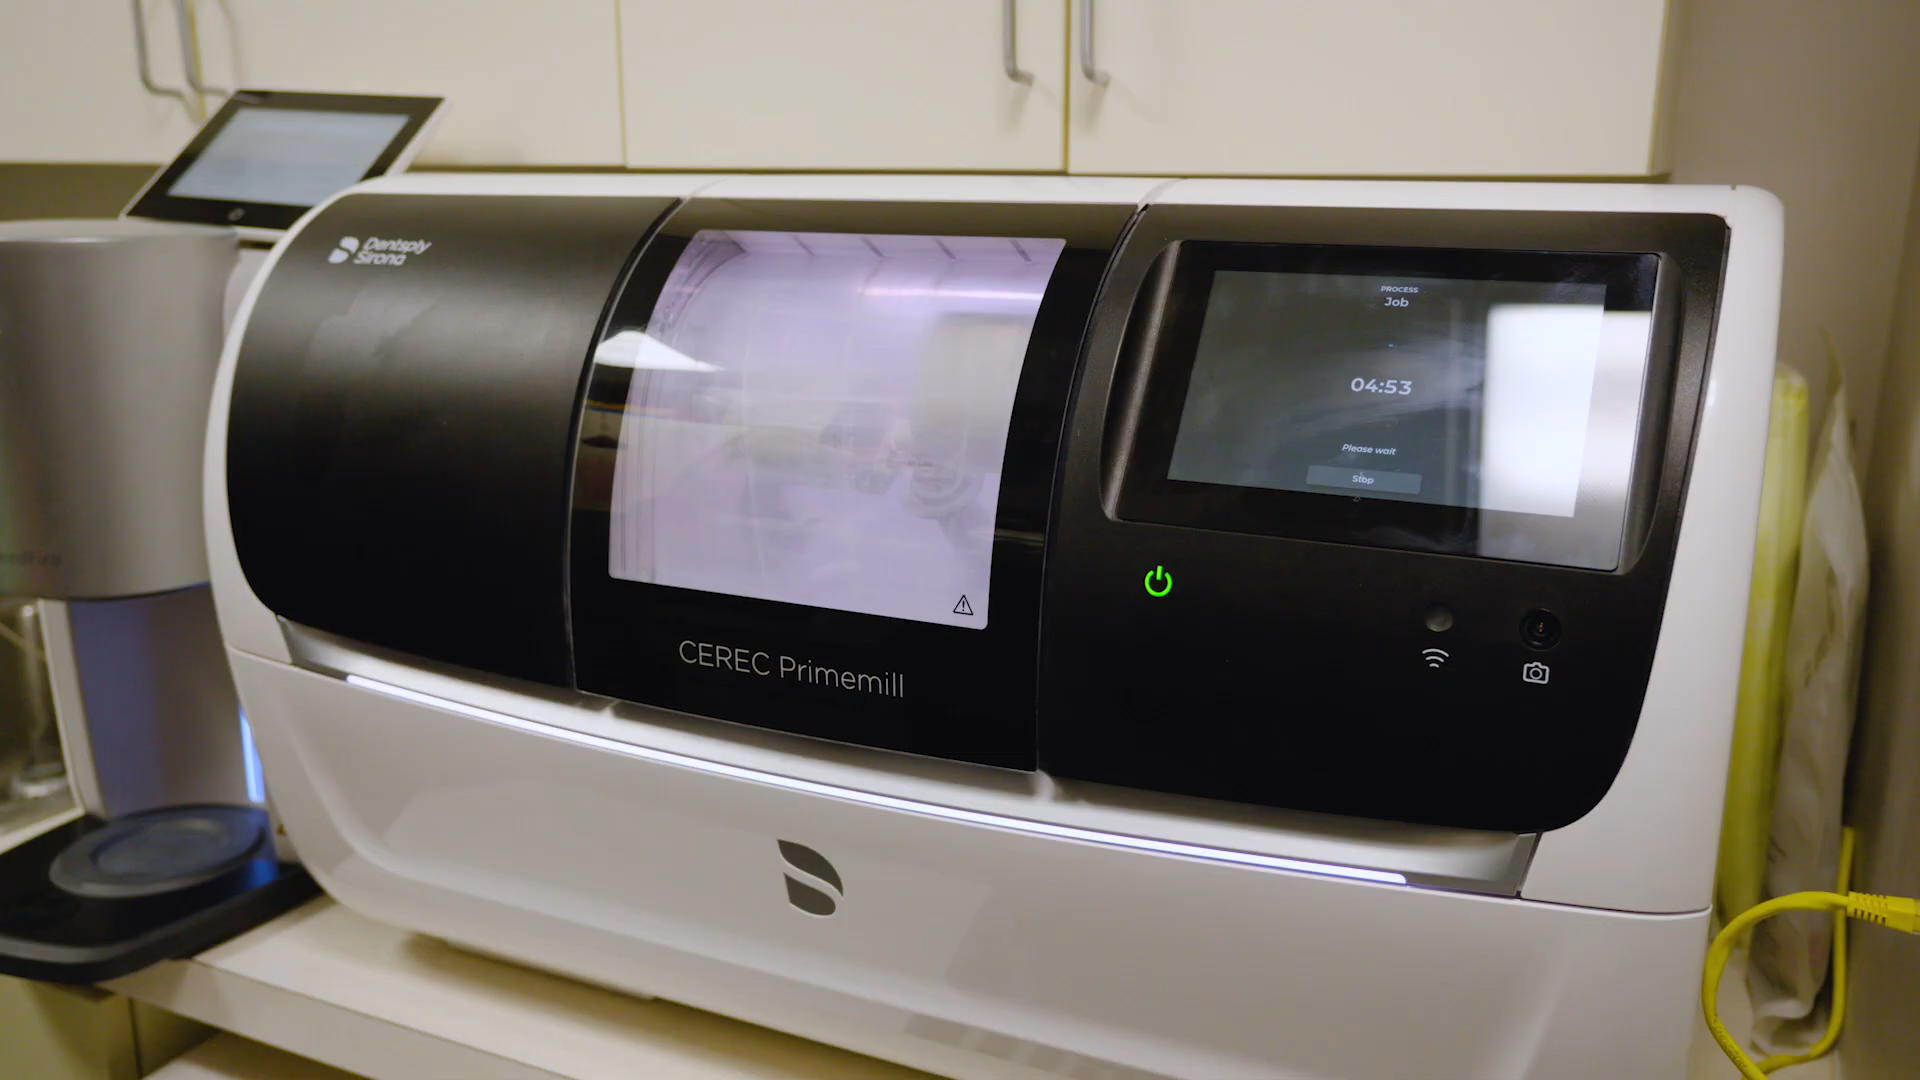 Dentsply
Sirona
PROCESS
Job
04:53
Please wait
Stop
CEREC Primemill